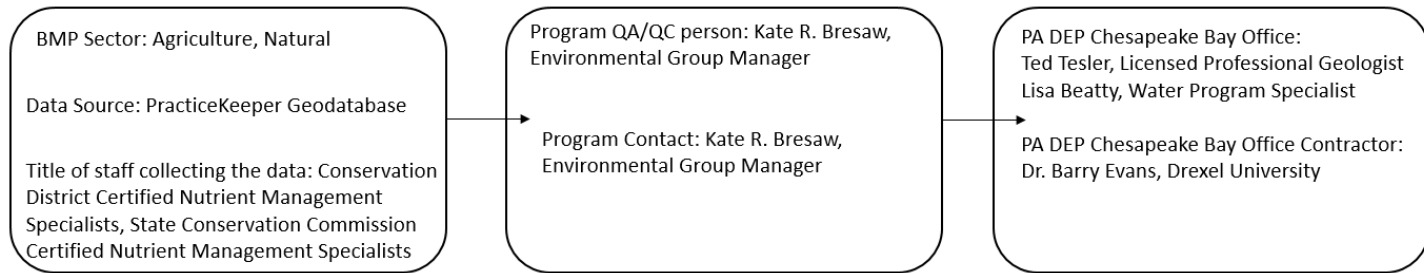 BMP Sector: Agriculture, Natural
Data Source: PracticeKeeper Geodatabase
Title of staff collecting the data: Conservation
District Certified Nutrient Management
Specialists, State Conservation Commission
Certified Nutrient Management Specialists
Program QA/QC person: Kate R. Bresaw,
Environmental Group Manager
Program Contact: Kate R. Bresaw,
Environmental Group Manager
PA DEP Chesapeake Bay Office:
Ted Tesler, Licensed Professional Geologist
Lisa Beatty, Water Program Specialist
PA DEP Chesapeake Bay Office Contractor:
Dr. Barry Evans, Drexel University